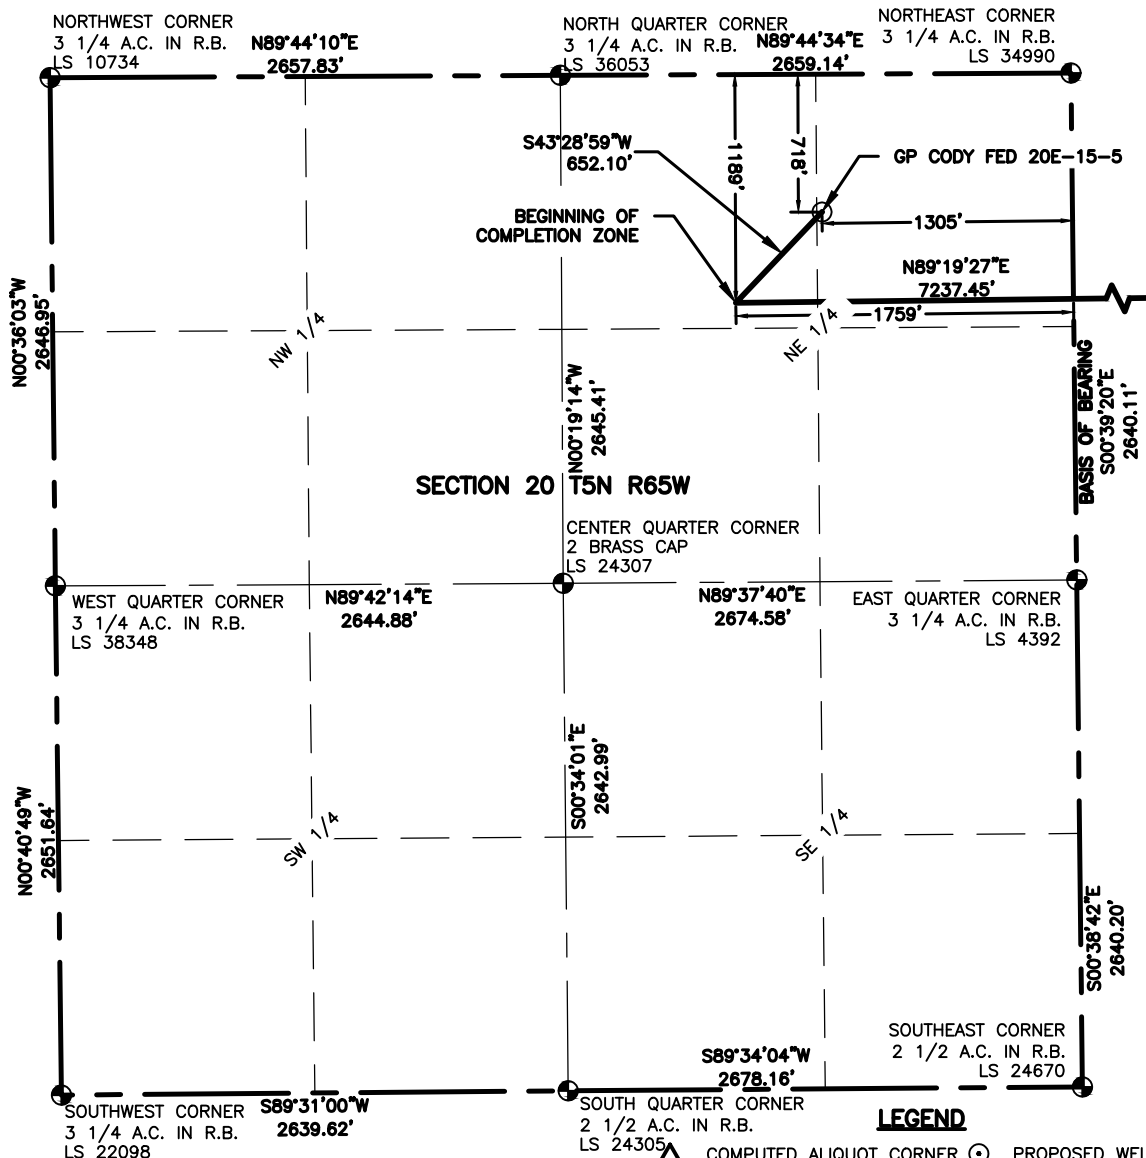 NORTHWEST CORNER
3 1/4 A.C. IN R.B.
LS 10734
N89°44'10"E
2657.83'
NORTH QUARTER CORNER
3 1/4 A.C. IN R.B.
LS 36053
N89°44'34"E
2659.14'
NORTHEAST CORNER
3 1/4 A.C. IN R.B.
LS 34990
S43°28'59"W
652.10'
1189'
718'
GP CODY FED 20E-15-5
BEGINNING OF
COMPLETION ZONE
1305'
N89°19'27"E
7237.45'
1759'
N00°36'03"W
2646.95'
NW 1/4
NE 1/4
N00°19'14"W
2645.41'
BASIS OF BEARING
S00°39'20"E
2640.11'
SECTION 20 T5N R65W
CENTER QUARTER CORNER
2 BRASS CAP
LS 24307
WEST QUARTER CORNER
3 1/4 A.C. IN R.B.
LS 38348
N89°42'14"E
2644.88'
N89°37'40"E
2674.58'
EAST QUARTER CORNER
3 1/4 A.C. IN R.B.
LS 4392
N00°40'49"W
2651.64'
SW 1/4
S00°34'01"E
2642.99'
SE 1/4
S00°38'42"E
2640.20'
SOUTHWEST CORNER
3 1/4 A.C. IN R.B.
LS 22098
S89°31'00"W
2639.62'
SOUTH QUARTER CORNER
2 1/2 A.C. IN R.B.
LS 24305
S89°34'04"W
2678.16'
SOUTHEAST CORNER
2 1/2 A.C. IN R.B.
LS 24670
LEGEND
COMPUTED ALIQUOT CORNER
PROPOSED WEL